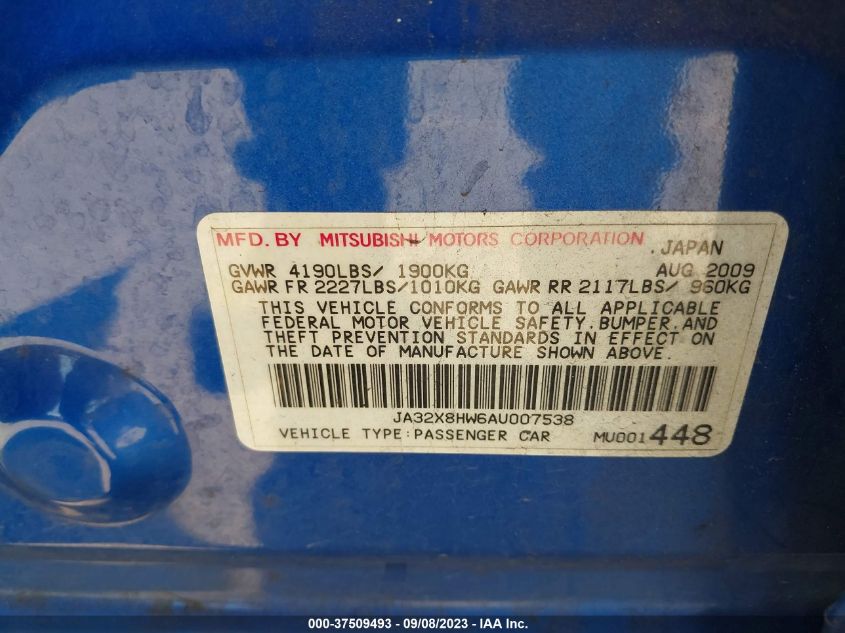 MFD. BY MITSUBISHI MOTORS CORPORATION JAPAN
GVWR 4190LBS/ 1900KG AUG 2009
GAWR FR 2227LBS/1010KG GAWR RR 2117LBS/ 960KG
THIS VEHICLE CONFORMS TO ALL APPLICABLE
FEDERAL MOTOR VEHICLE SAFETY.BUMPER.AND
THEFT PREVENTION STANDARDS IN EFFECT ON
THE DATE OF MANUFACTURE SHOWN ABOVE.
JA32X8HW6AU007538
VEHICLE TYPE:PASSENGER CAR MU001448
000-37509493 - 09/08/2023 - IAA Inc.